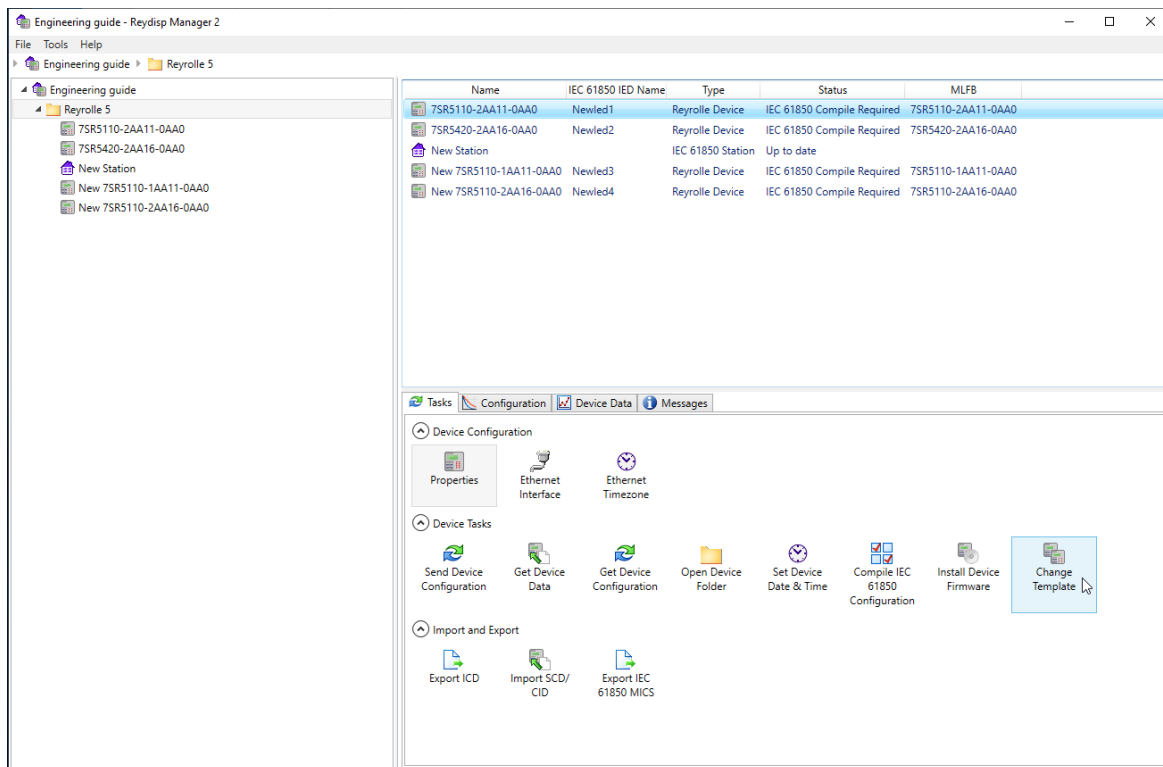 Engineering guide - Reydisp Manager 2
File Tools Help
Engineering guide Reyrolle 5
Engineering guide
Reyrolle 5
7SR5110-2AA11-0AA0
7SR5420-2AA16-0AA0
New Station
New 7SR5110-1AA11-0AA0
New 7SR5110-2AA16-0AA0
Name IEC 61850 IED Name Type Status MLFB
7SR5110-2AA11-0AA0 NewIed1 Reyrolle Device IEC 61850 Compile Required 7SR5110-2AA11-0AA0
7SR5420-2AA16-0AA0 NewIed2 Reyrolle Device IEC 61850 Compile Required 7SR5420-2AA16-0AA0
New Station IEC 61850 Station Up to date
New 7SR5110-1AA11-0AA0 NewIed3 Reyrolle Device IEC 61850 Compile Required 7SR5110-1AA11-0AA0
New 7SR5110-2AA16-0AA0 NewIed4 Reyrolle Device IEC 61850 Compile Required 7SR5110-2AA16-0AA0
Tasks Configuration Device Data Messages
Device Configuration
Properties Ethernet Ethernet
Interface Timezone
Device Tasks
Send Device Get Device Get Device Open Device Set Device Compile IEC Install Device Change
Configuration Data Configuration Folder Date & Time 61850 Firmware Template
Configuration
Import and Export
Export ICD Import SCD/ Export IEC
CID 61850 MICS